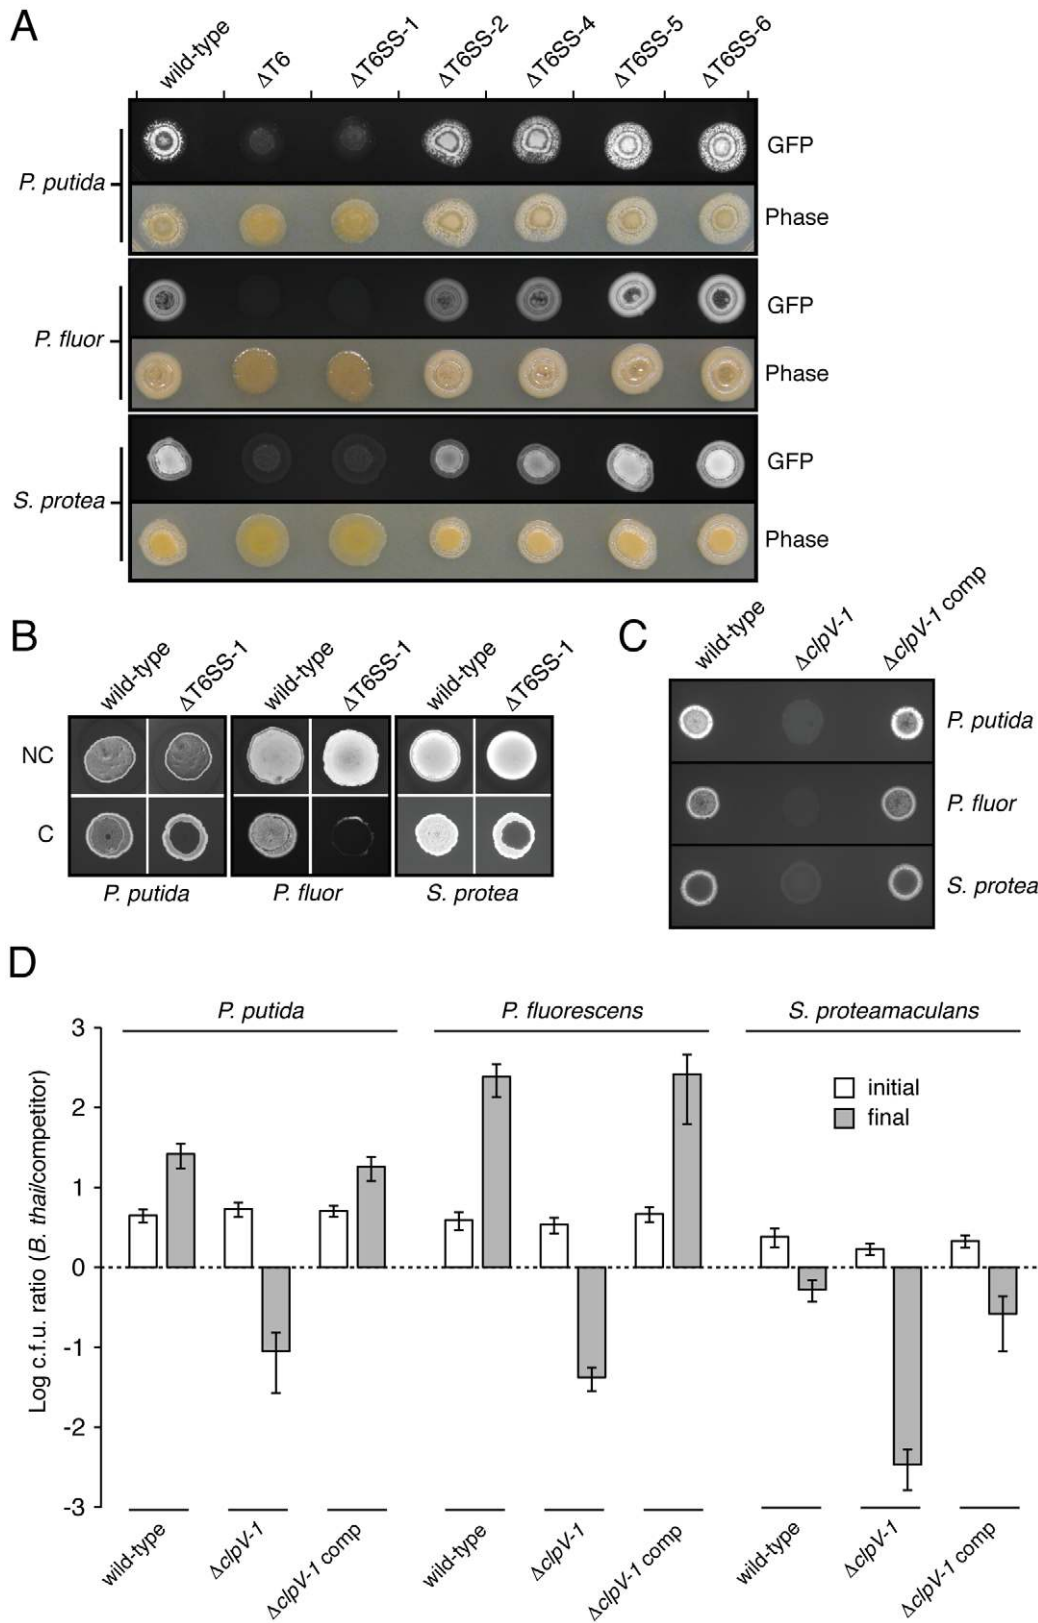 A
wild-type ΔT6 ΔT6SS-1 ΔT6SS-2 ΔT6SS-4 ΔT6SS-5 ΔT6SS-6
P. putida
GFP
Phase
P. fluor
GFP
Phase
S. protea
GFP
Phase
B
wild-type ΔT6SS-1 wild-type ΔT6SS-1 wild-type ΔT6SS-1
NC
C
P. putida P. fluor S. protea
C
wild-type ΔclpV-1 ΔclpV-1 comp
P. putida
P. fluor
S. protea
D
P. putida P. fluorescens S. proteamaculans
Log c.f.u. ratio (B. thai/competitor)
3
2
1
0
-1
-2
-3
initial
final
wild-type ΔclpV-1 ΔclpV-1 comp wild-type ΔclpV-1 ΔclpV-1 comp wild-type ΔclpV-1 ΔclpV-1 comp